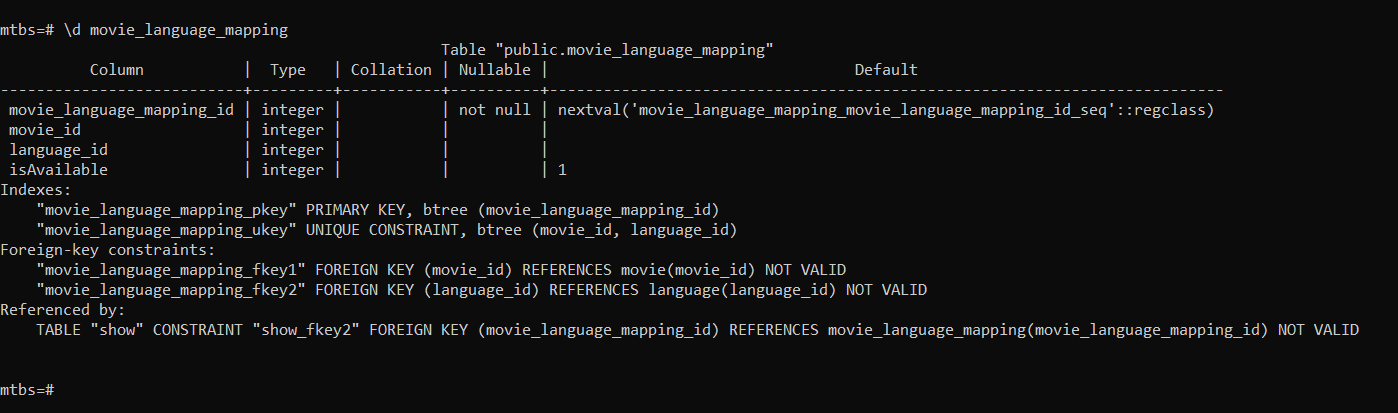 mtbs=# \d movie_language_mapping
Table "public.movie_language_mapping"
Column | Type | Collation | Nullable | Default
---------------------------+---------+-----------+----------+---------------------------------------------------------------------------
movie_language_mapping_id | integer | | not null | nextval('movie_language_mapping_movie_language_mapping_id_seq'::regclass)
movie_id | integer | | |
language_id | integer | | |
isAvailable | integer | | | 1
Indexes:
"movie_language_mapping_pkey" PRIMARY KEY, btree (movie_language_mapping_id)
"movie_language_mapping_ukey" UNIQUE CONSTRAINT, btree (movie_id, language_id)
Foreign-key constraints:
"movie_language_mapping_fkey1" FOREIGN KEY (movie_id) REFERENCES movie(movie_id) NOT VALID
"movie_language_mapping_fkey2" FOREIGN KEY (language_id) REFERENCES language(language_id) NOT VALID
Referenced by:
TABLE "show" CONSTRAINT "show_fkey2" FOREIGN KEY (movie_language_mapping_id) REFERENCES movie_language_mapping(movie_language_mapping_id) NOT VALID
mtbs=#